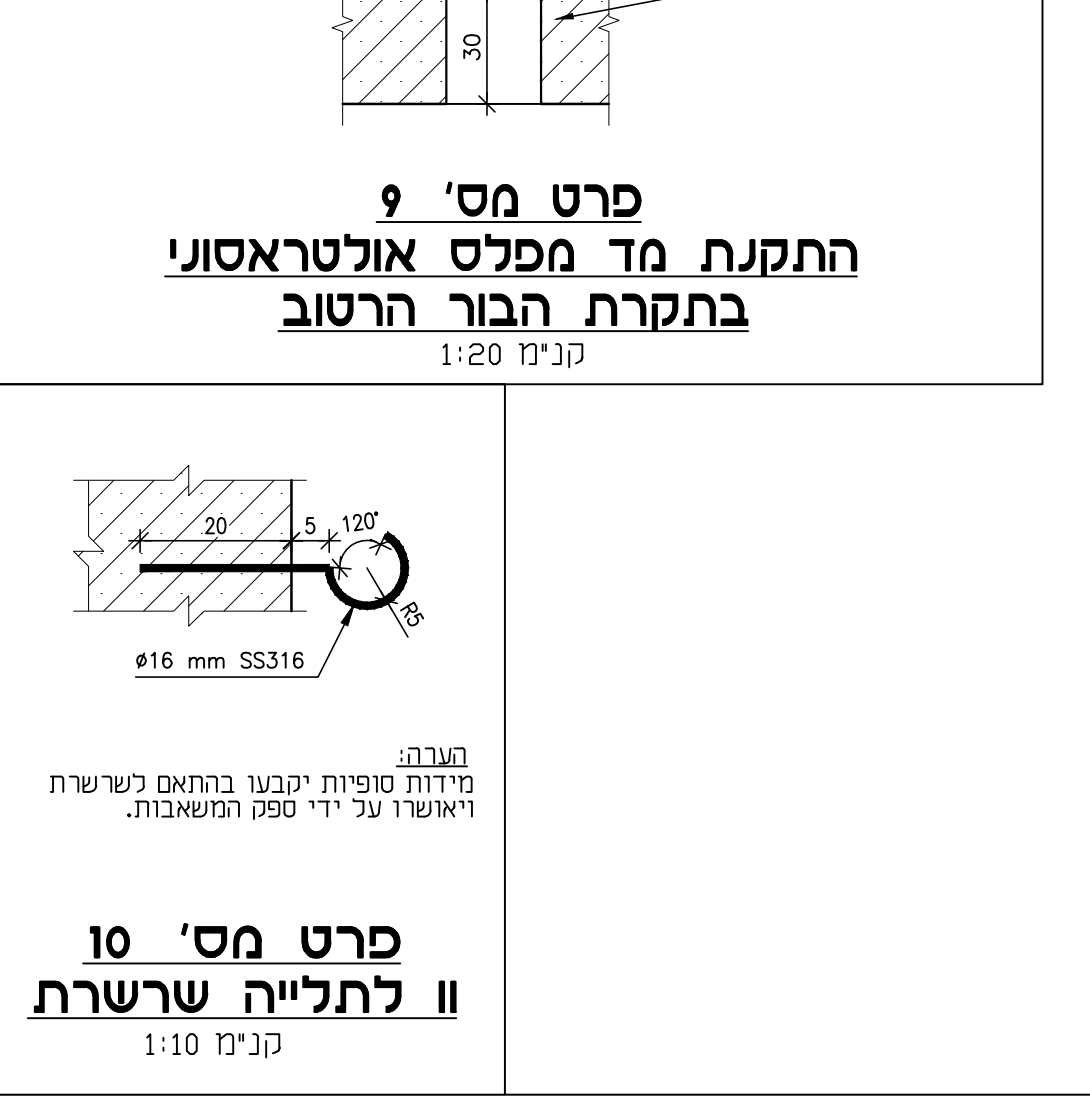 30
פרט מס' 9
התקנת מד מפלס אולטראסוני
בתקרת הבור הרטוב
קנ"מ 1:20
20
5
120°
R5
ø16 mm SS316
הערה:
מידות סופיות יקבעו בהתאם לשרשרת
ויאושרו על ידי ספק המשאבות.
פרט מס' 10
וו לתלייה שרשרת
קנ"מ 1:10